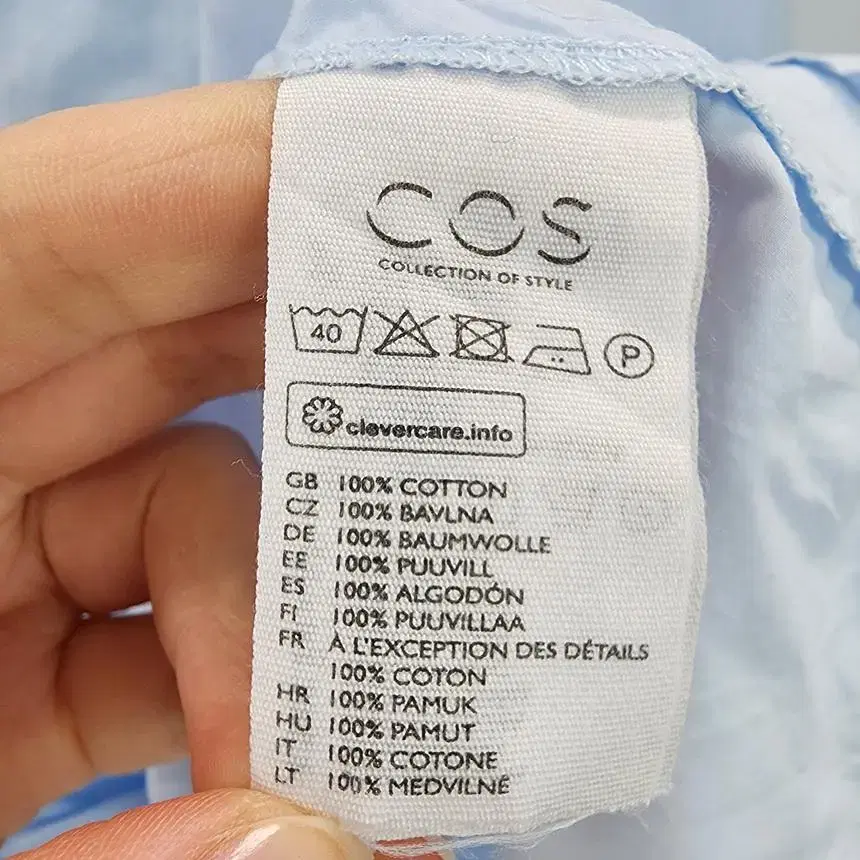 COS
COLLECTION OF STYLE
40
P
clevercare.info
GB 100% COTTON
CZ 100% BAVLNA
DE 100% BAUMWOLLE
EE 100% PUUVILL
ES 100% ALGODÓN
FI 100% PUUVILLAA
FR À L'EXCEPTION DES DÉTAILS
100% COTON
HR 100% PAMUK
HU 100% PAMUT
IT 100% COTONE
LT 100% MEDVILNĖ